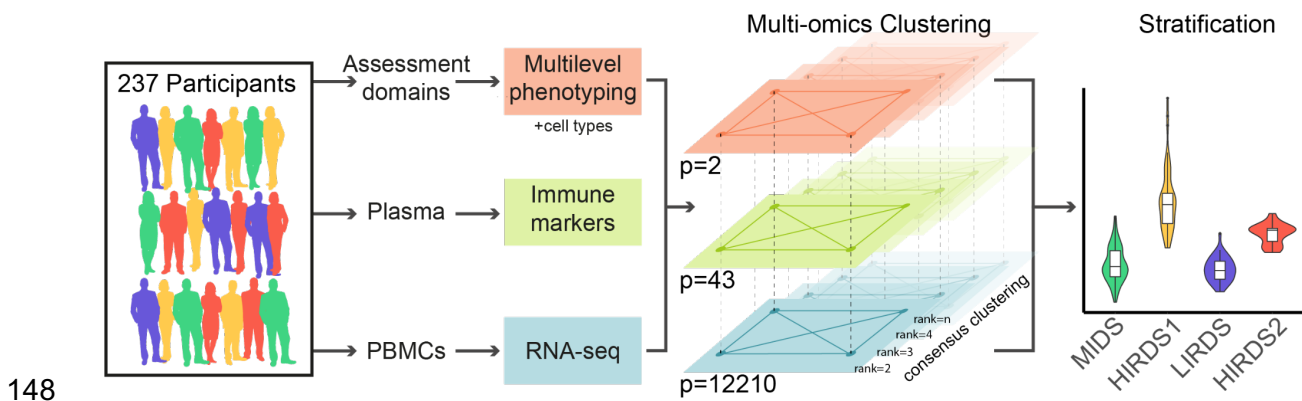 Multi-omics Clustering
Stratification
237 Participants
Assessment
domains
Multilevel
phenotyping
+cell types
p=2
Plasma
Immune
markers
p=43
PBMCs
RNA-seq
p=12210
rank=n
rank=4
rank=3
rank=2
consensus clustering
MIDS
HIRDS1
LIRDS
HIRDS2
148